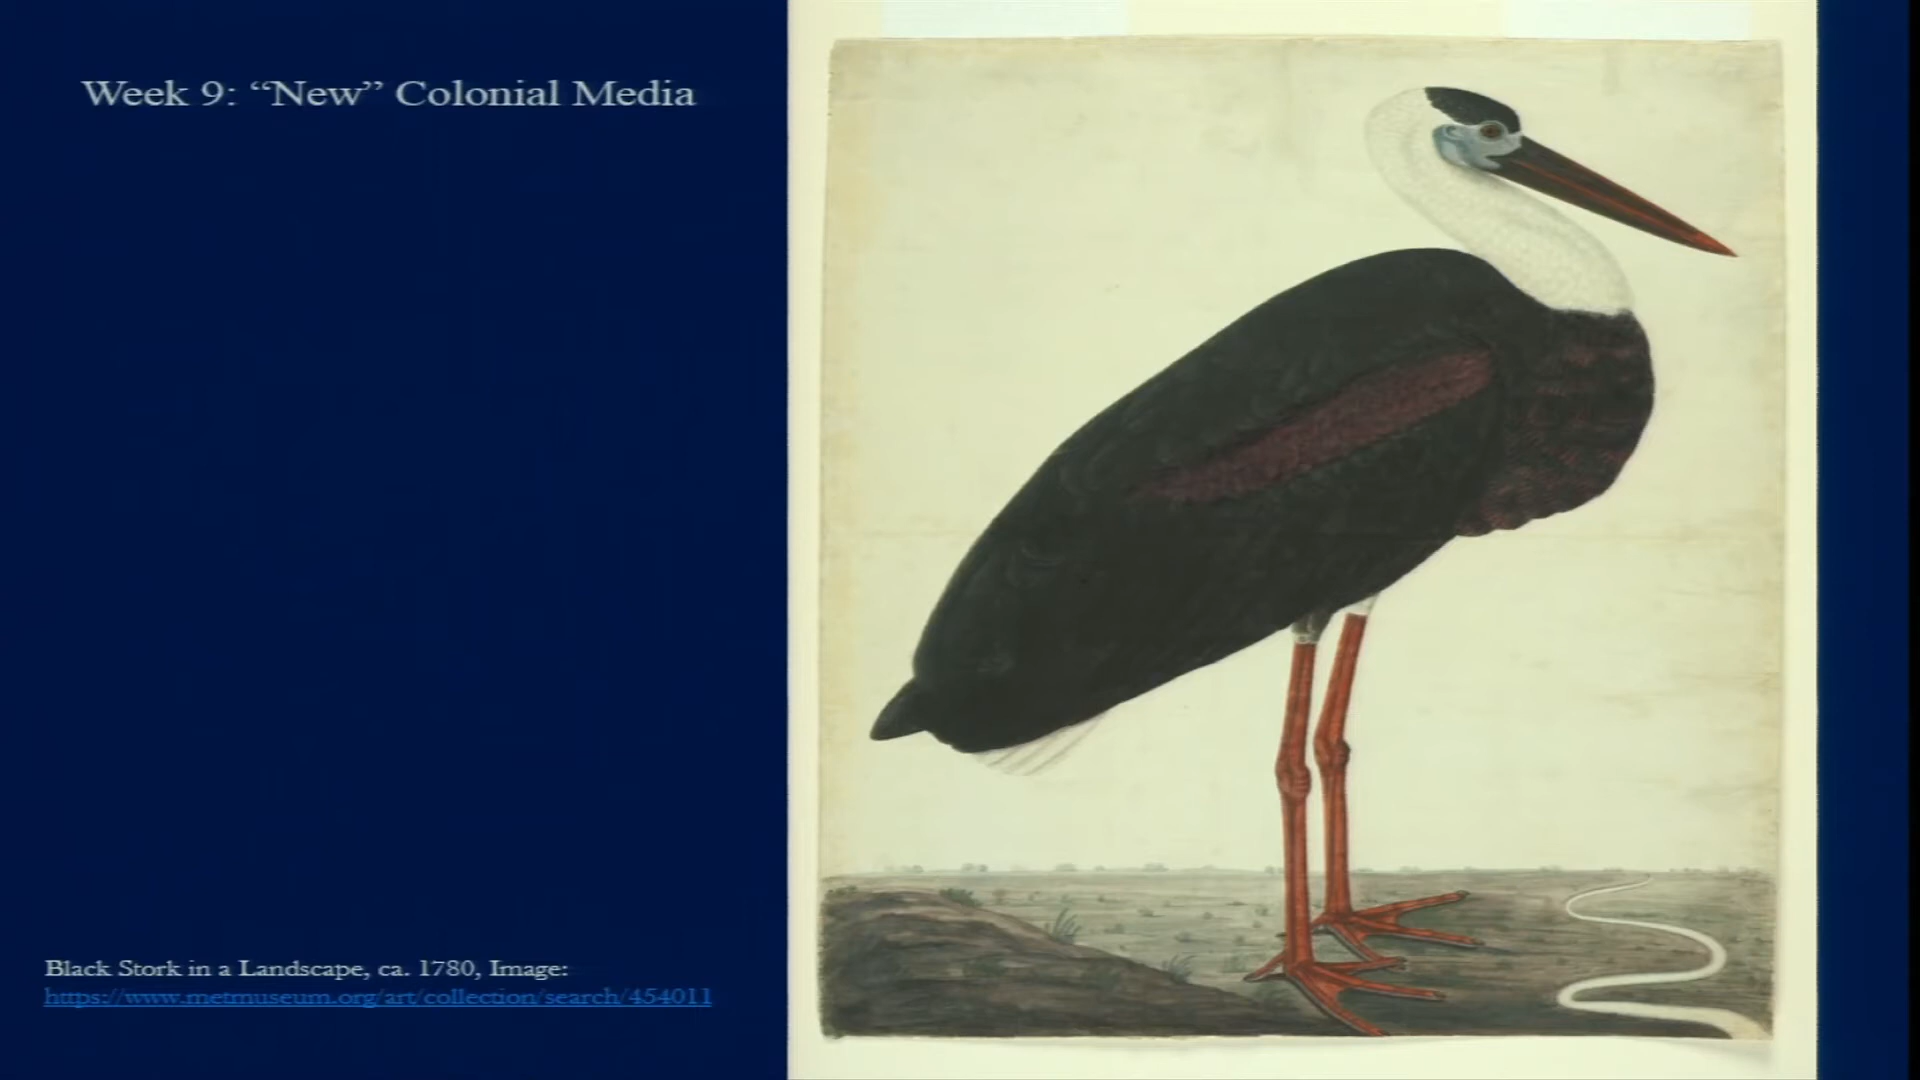 Week 9: “New” Colonial Media
Black Stork in a Landscape, ca. 1780, Image:
https://www.metmuseum.org/art/collection/search/454011